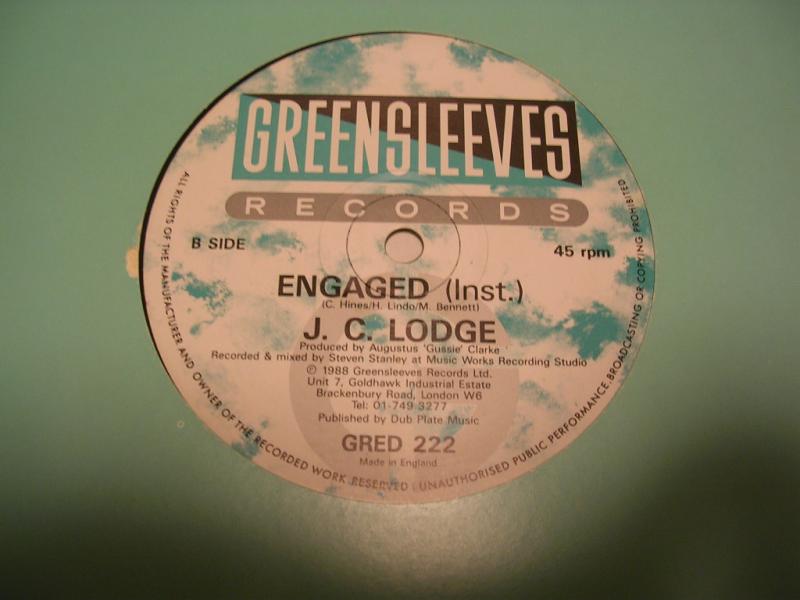 GREENSLEEVES
RECORDS
B SIDE
45 rpm
ENGAGED (Inst.)
(C. Hines/H. Lindo/M. Bennett)
J. C. LODGE
Produced by Augustus 'Gussie' Clarke
Recorded & mixed by Steven Stanley at Music Works Recording Studio
℗ 1988 Greensleeves Records Ltd.
Unit 7, Goldhawk Industrial Estate
Brackenbury Road, London W6
Tel: 01-749 3277
Published by Dub Plate Music
GRED 222
Made in England
ALL RIGHTS OF THE MANUFACTURER AND OWNER OF THE RECORDED WORK RESERVED. UNAUTHORISED PUBLIC PERFORMANCE, BROADCASTING OR COPYING PROHIBITED